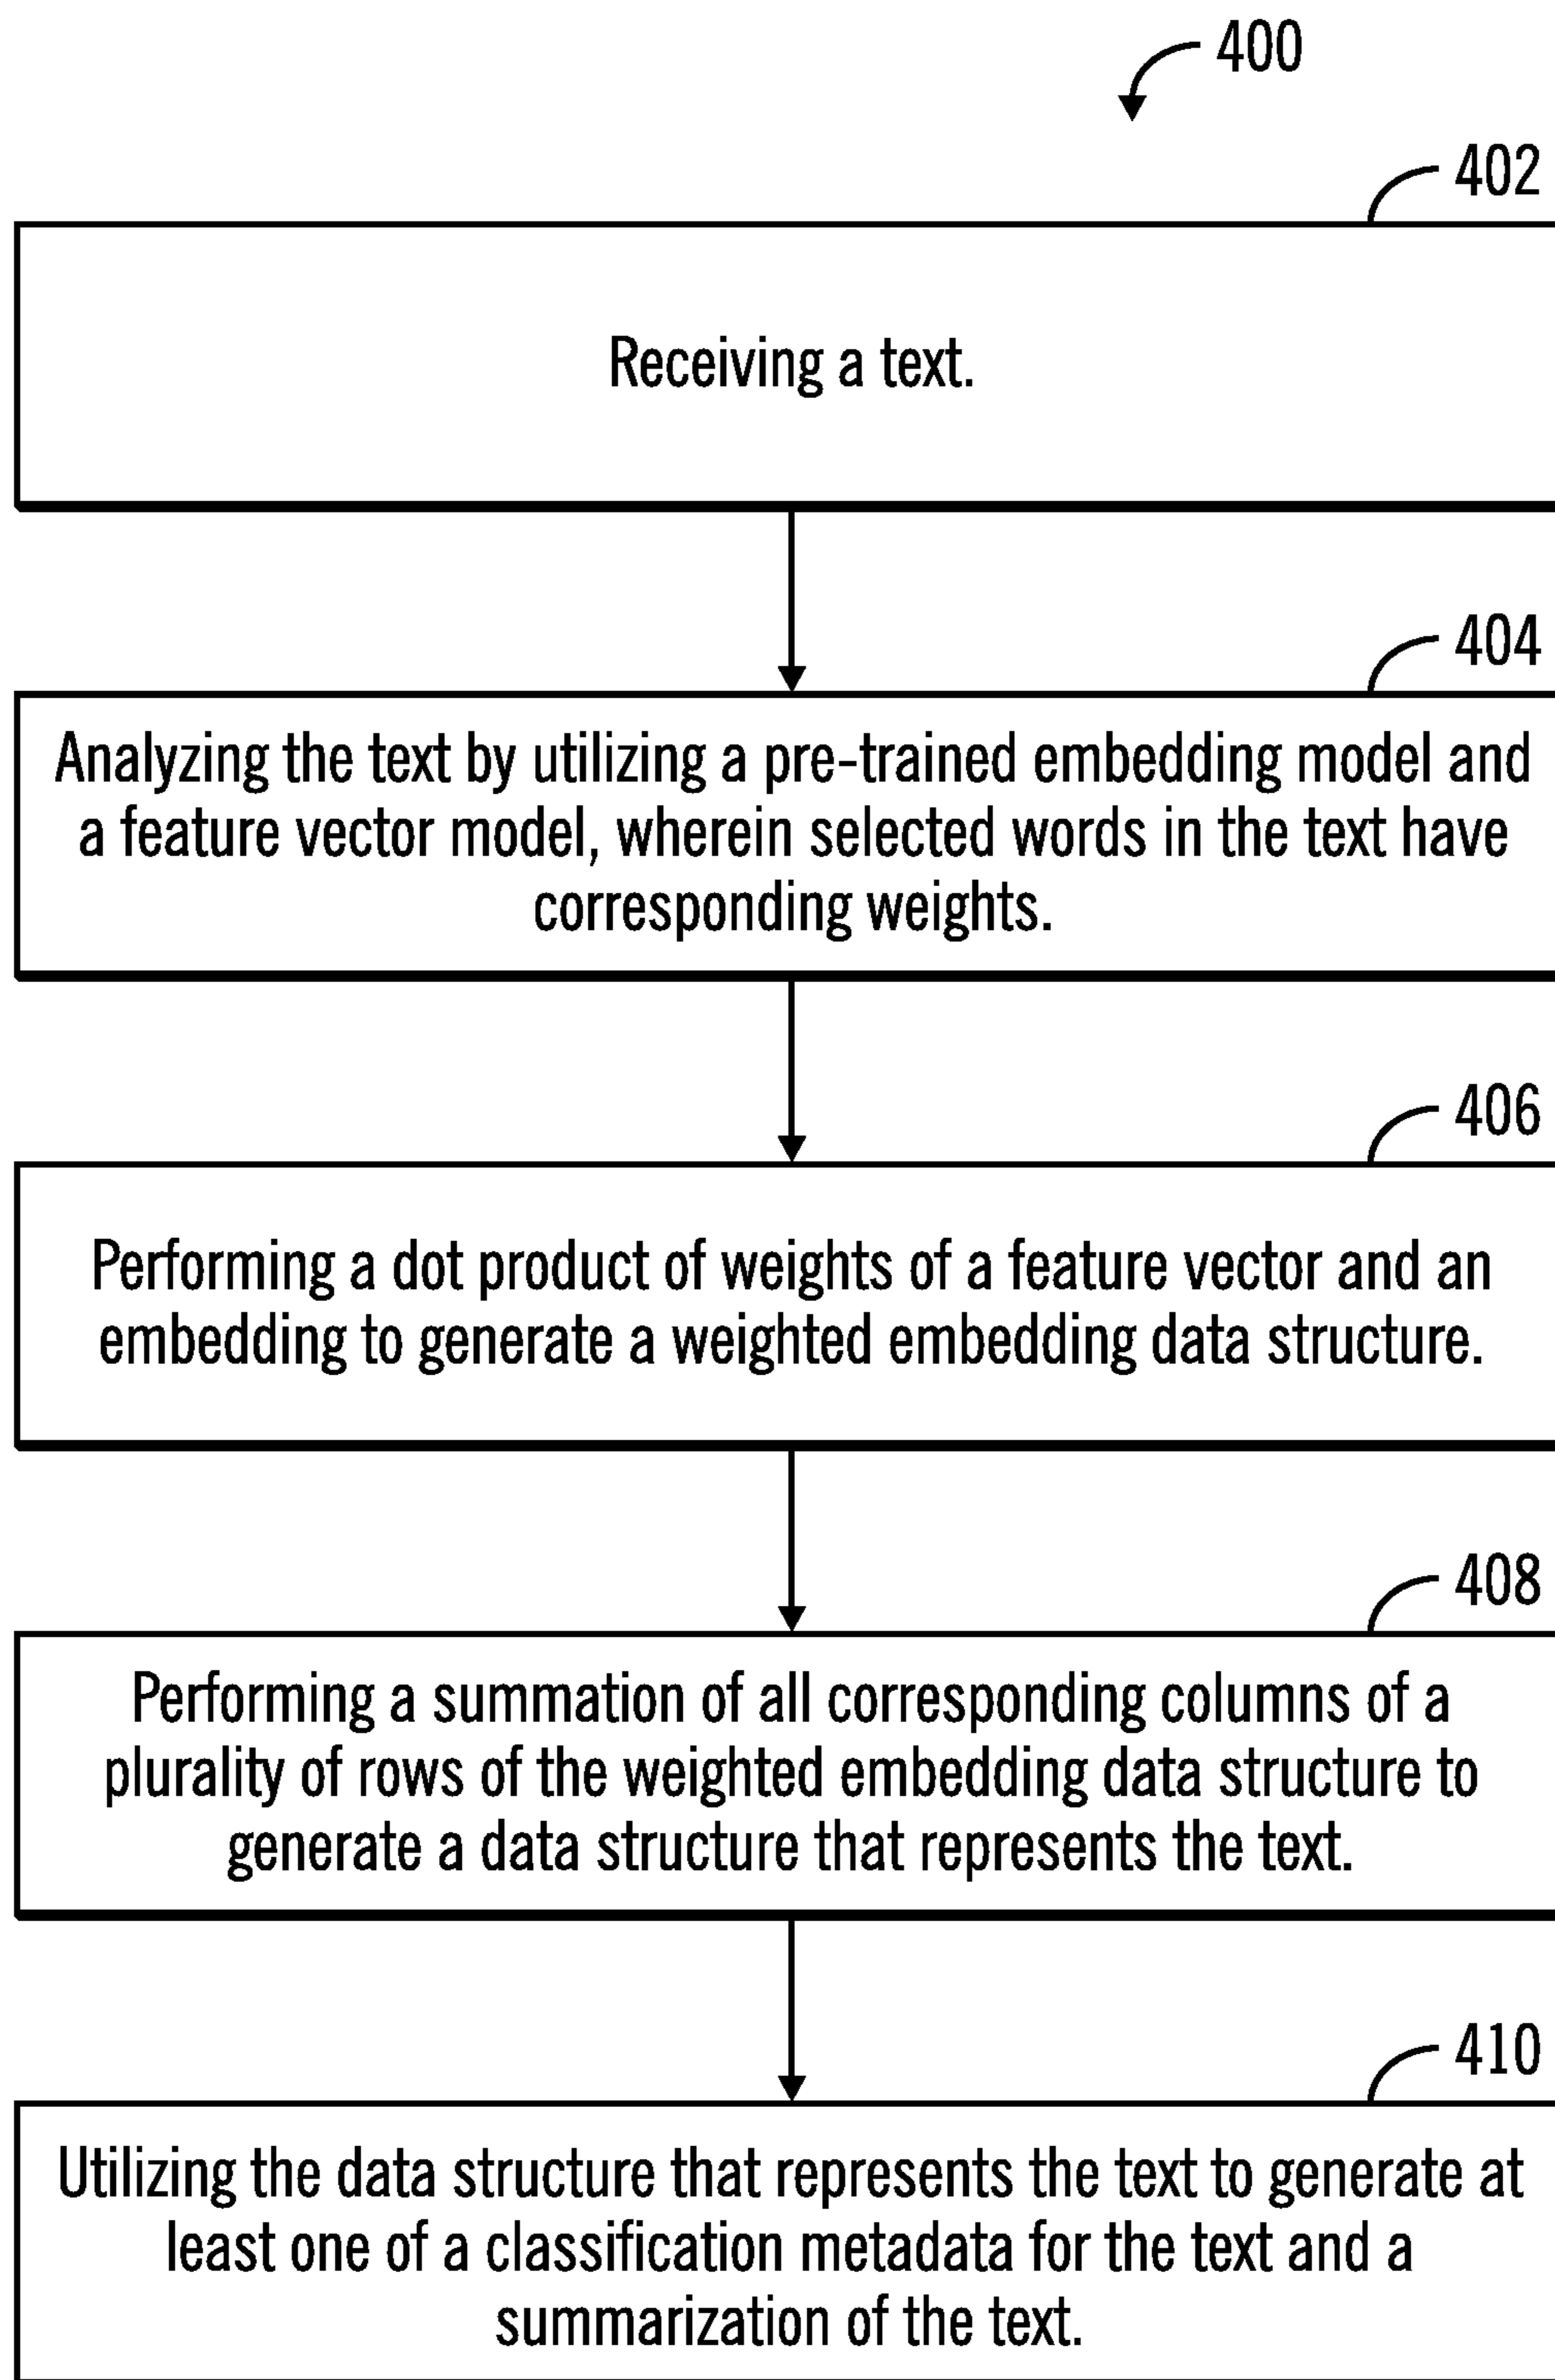 400
402
Receiving a text.
404
Analyzing the text by utilizing a pre-trained embedding model and
a feature vector model, wherein selected words in the text have
corresponding weights.
406
Performing a dot product of weights of a feature vector and an
embedding to generate a weighted embedding data structure.
408
Performing a summation of all corresponding columns of a
plurality of rows of the weighted embedding data structure to
generate a data structure that represents the text.
410
Utilizing the data structure that represents the text to generate at
least one of a classification metadata for the text and a
summarization of the text.